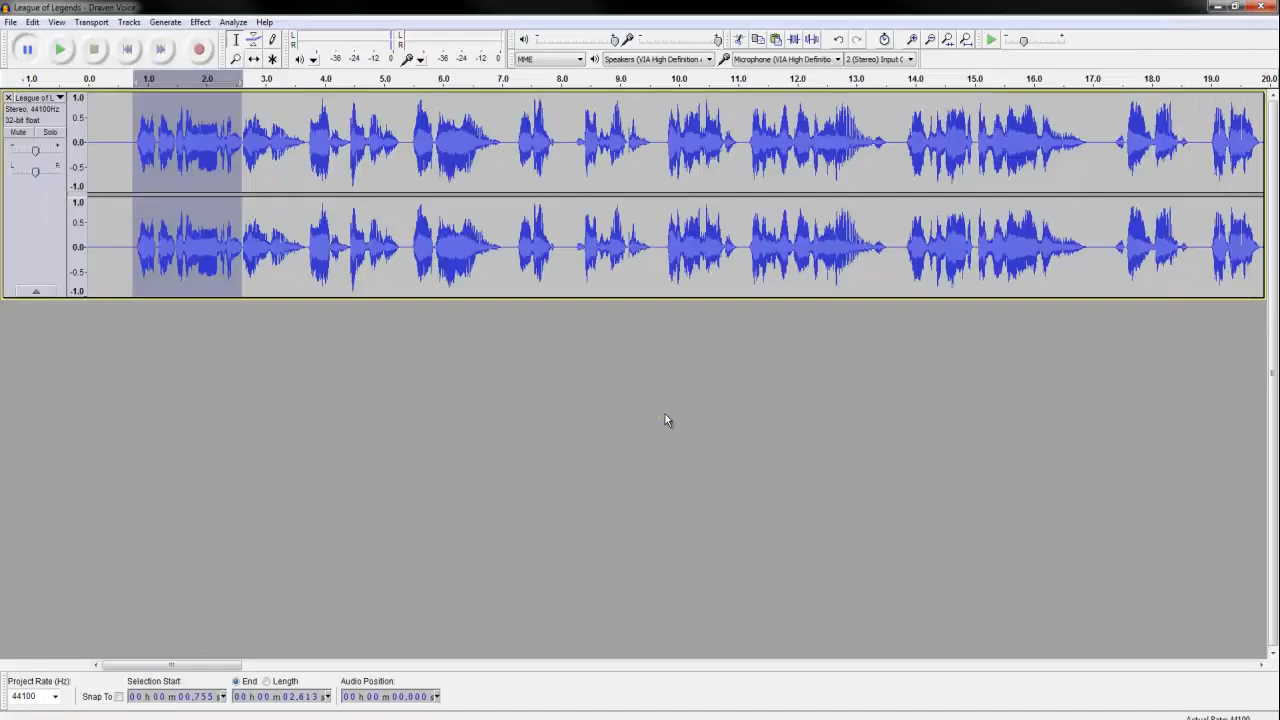 League of Legends - Draven Voice
File Edit View Transport Tracks Generate Effect Analyze Help
L R L R
-36 -24 -12 0 -36 -24 -12 0
MME Speakers (VIA High Definition Microphone (VIA High Definitio 2 (Stereo) Input C
-1.0 0.0 1.0 2.0 3.0 4.0 5.0 6.0 7.0 8.0 9.0 10.0 11.0 12.0 13.0 14.0 15.0 16.0 17.0 18.0 19.0 20.0
League of L
Stereo, 44100Hz
32-bit float
Mute Solo
- +
L R
1.0
0.5
0.0
-0.5
-1.0
1.0
0.5
0.0
-0.5
-1.0
Project Rate (Hz): Selection Start: End Length Audio Position:
44100 Snap To 00 h 00 m 00.755 s 00 h 00 m 02.613 s 00 h 00 m 00.000 s
Actual Rate: 44100